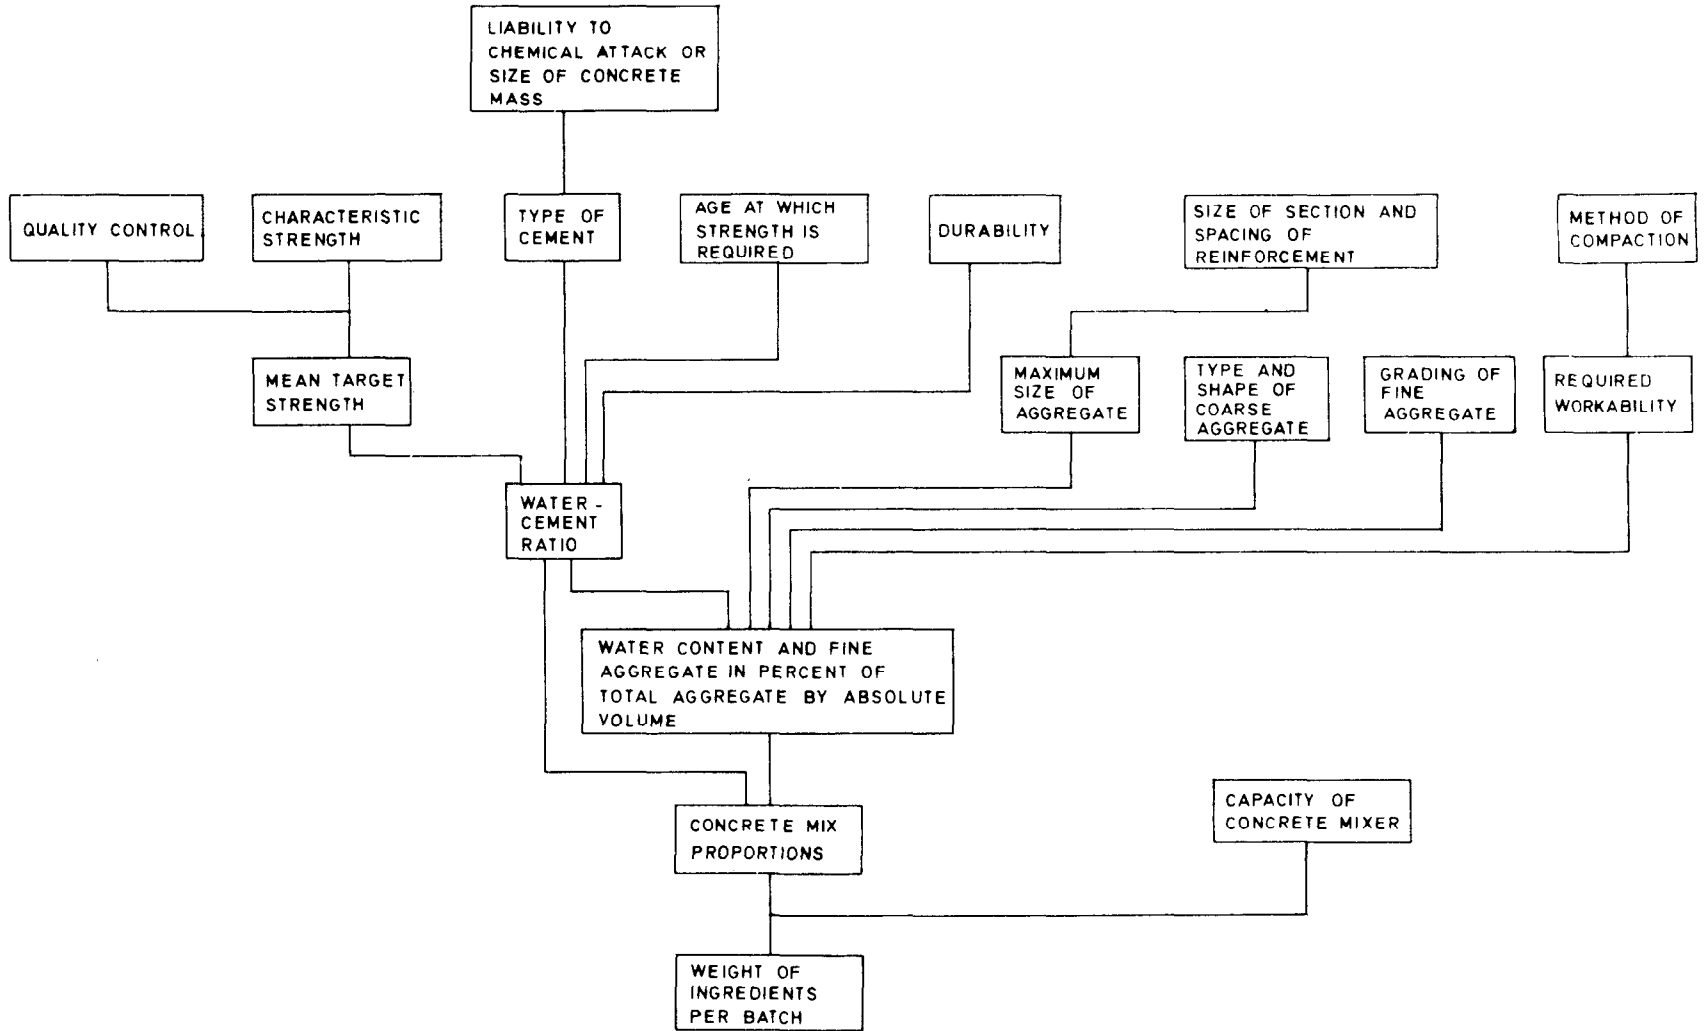 LIABILITY TO
CHEMICAL ATTACK OR
SIZE OF CONCRETE
MASS
QUALITY CONTROL
CHARACTERISTIC
STRENGTH
TYPE OF
CEMENT
AGE AT WHICH
STRENGTH IS
REQUIRED
DURABILITY
SIZE OF SECTION AND
SPACING OF
REINFORCEMENT
METHOD OF
COMPACTION
MEAN TARGET
STRENGTH
MAXIMUM
SIZE OF
AGGREGATE
TYPE AND
SHAPE OF
COARSE
AGGREGATE
GRADING OF
FINE
AGGREGATE
REQUIRED
WORKABILITY
WATER -
CEMENT
RATIO
WATER CONTENT AND FINE
AGGREGATE IN PERCENT OF
TOTAL AGGREGATE BY ABSOLUTE
VOLUME
CONCRETE MIX
PROPORTIONS
CAPACITY OF
CONCRETE MIXER
WEIGHT OF
INGREDIENTS
PER BATCH